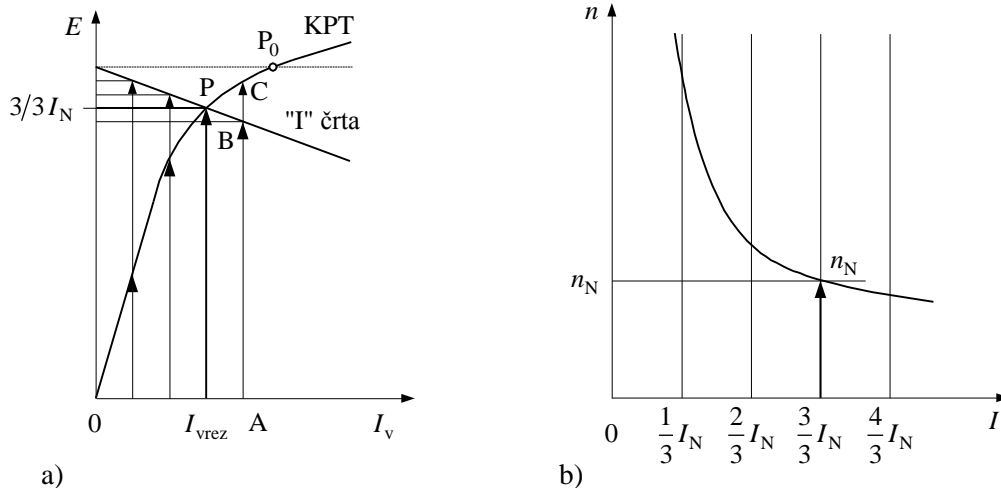 E
KPT
P0
P
C
3/3 IN
B
"I" črta
0
Ivrez
A
Iv
a)
n
nN
nN
0
1/3 IN
2/3 IN
3/3 IN
4/3 IN
I
b)